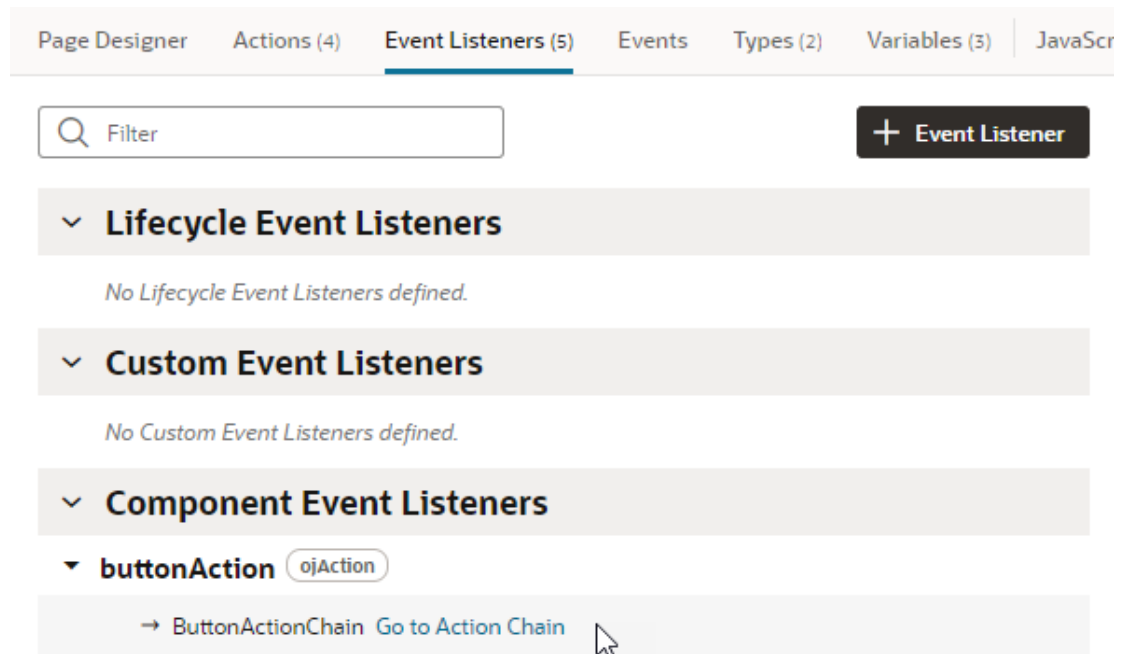 Page Designer Actions (4) Event Listeners (5) Events Types (2) Variables (3) JavaScr
Filter + Event Listener
Lifecycle Event Listeners
No Lifecycle Event Listeners defined.
Custom Event Listeners
No Custom Event Listeners defined.
Component Event Listeners
buttonAction ojAction
→ ButtonActionChain Go to Action Chain